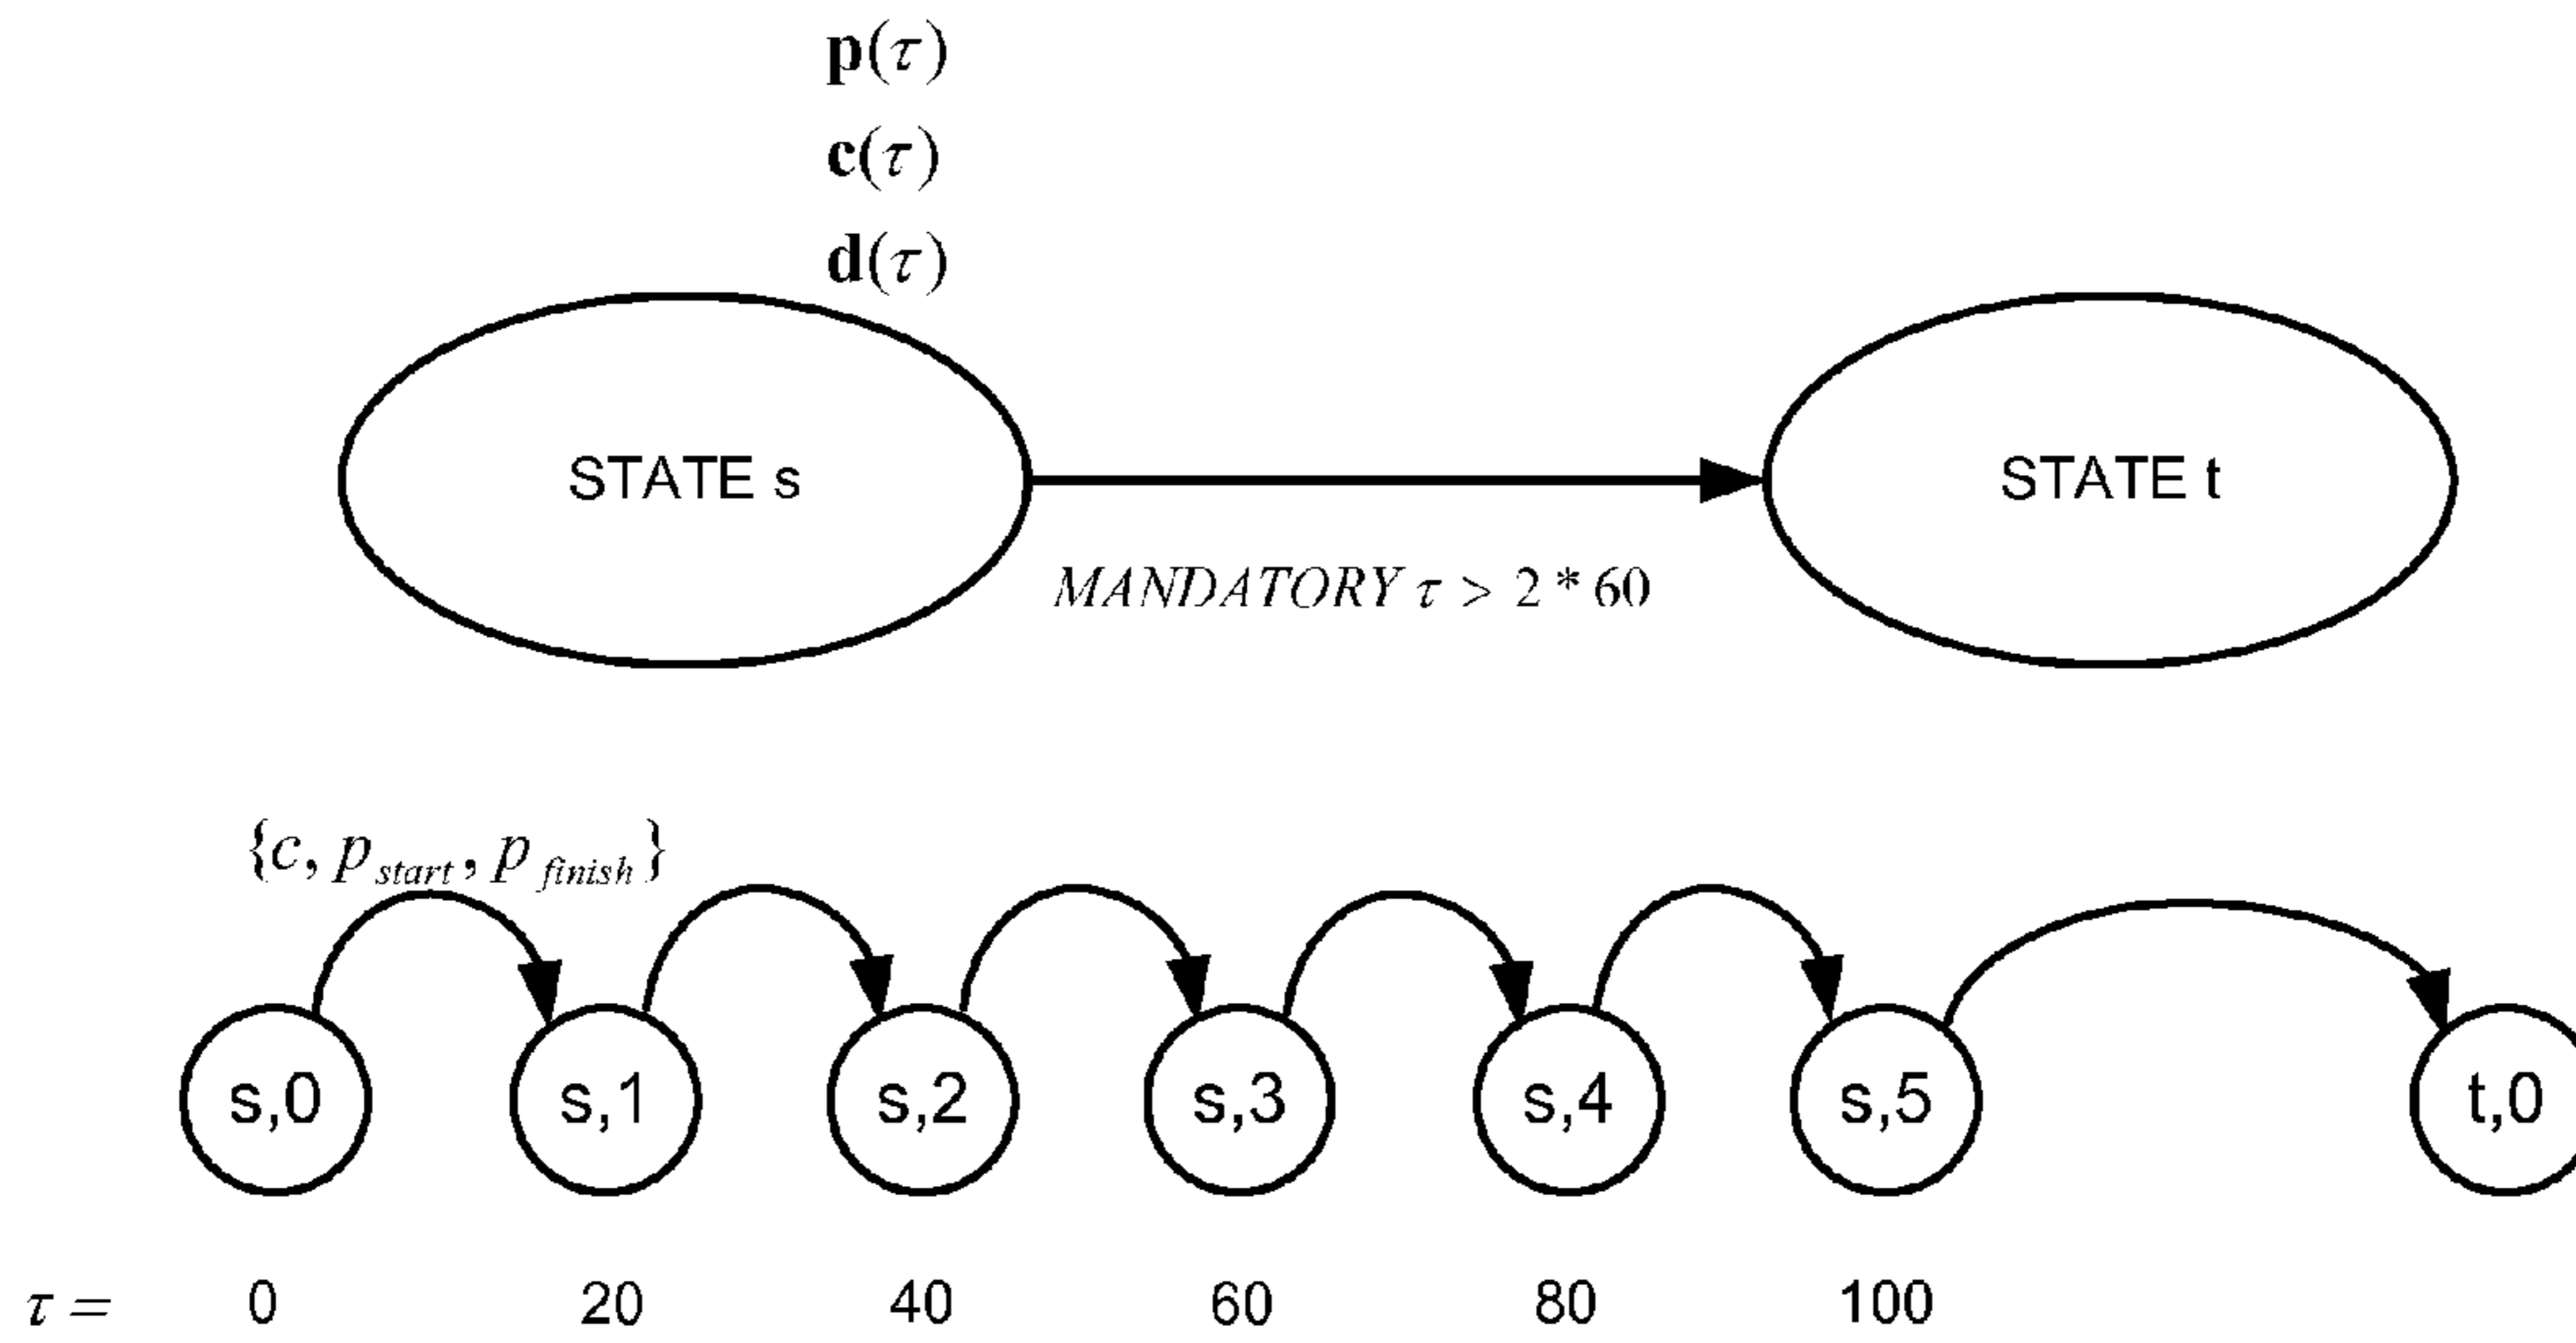 p(τ)
c(τ)
d(τ)
STATE s
STATE t
MANDATORY τ > 2 * 60
{c, p_start, p_finish}
s,0 s,1 s,2 s,3 s,4 s,5 t,0
τ = 0 20 40 60 80 100